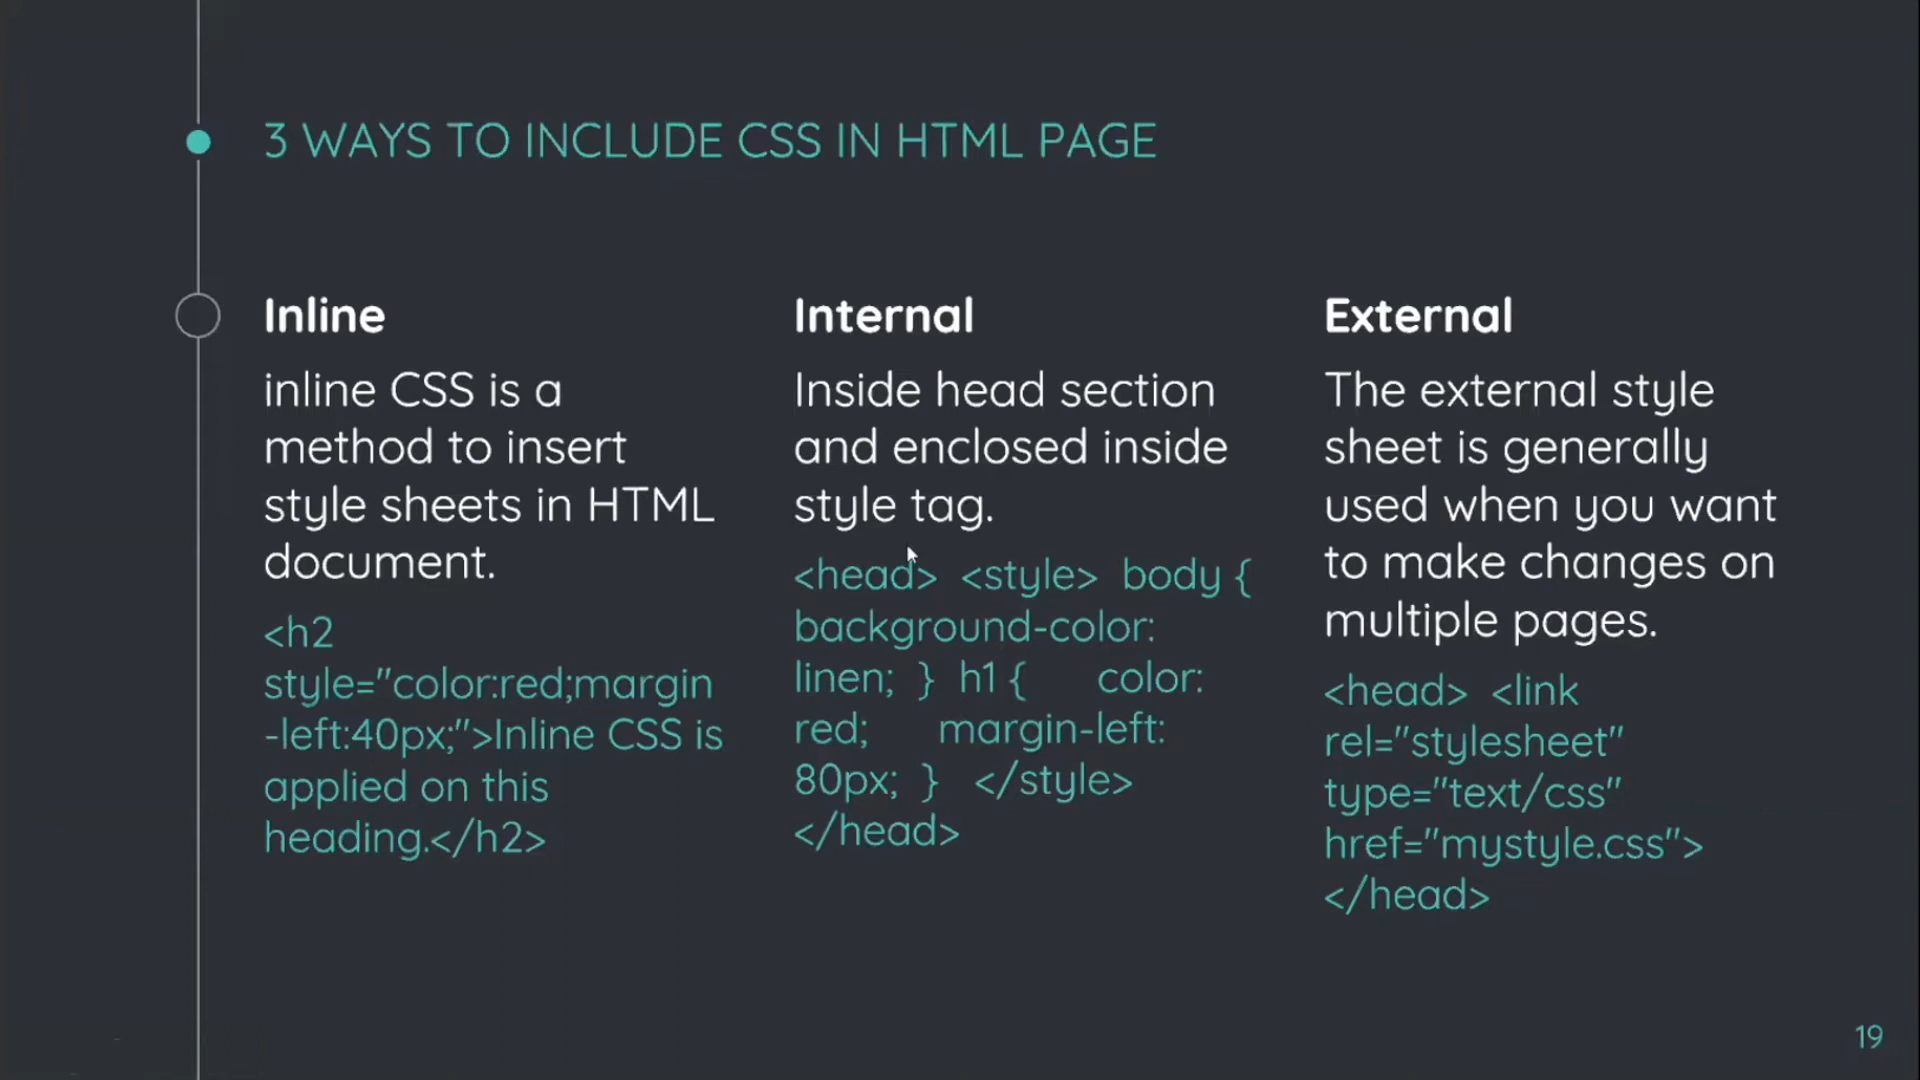 3 WAYS TO INCLUDE CSS IN HTML PAGE
Inline
inline CSS is a
method to insert
style sheets in HTML
document.
<h2
style="color:red;margin
-left:40px;">Inline CSS is
applied on this
heading.</h2>
Internal
Inside head section
and enclosed inside
style tag.
<head> <style> body {
background-color:
linen; } h1 { color:
red; margin-left:
80px; } </style>
</head>
External
The external style
sheet is generally
used when you want
to make changes on
multiple pages.
<head> <link
rel="stylesheet"
type="text/css"
href="mystyle.css">
</head>
19